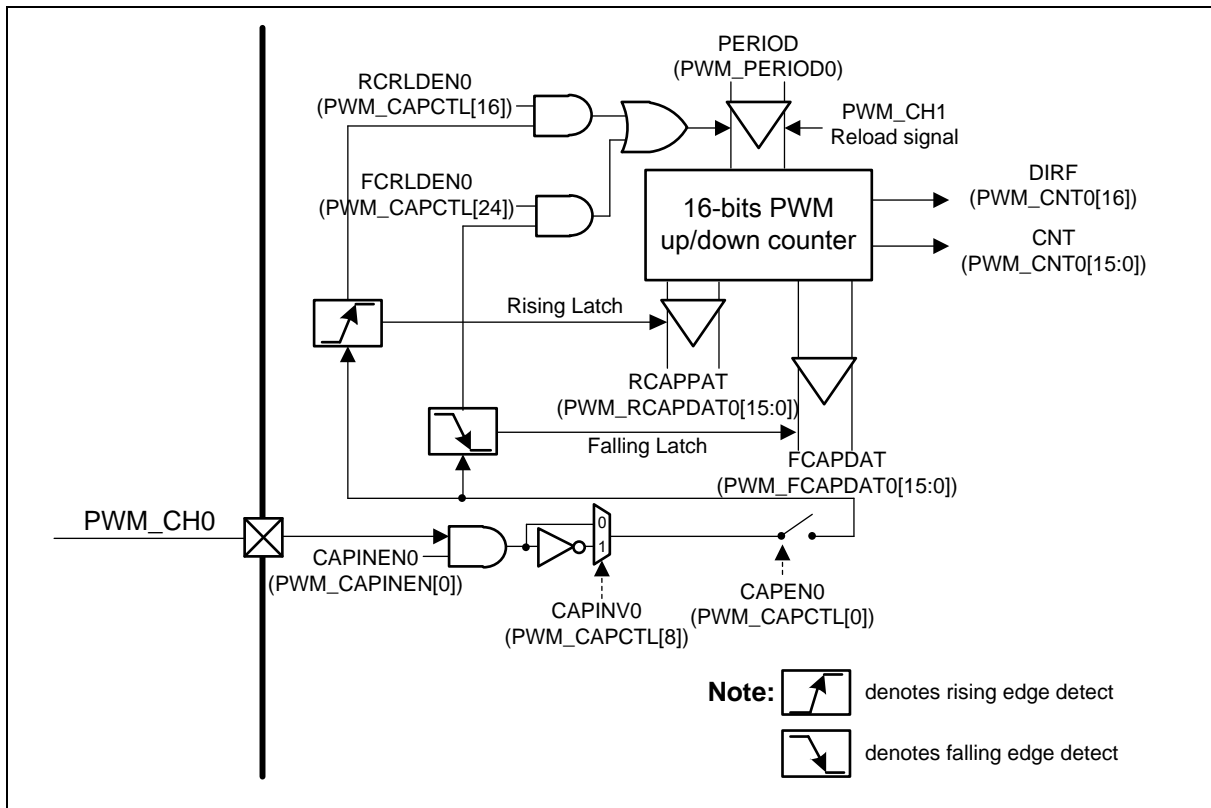 PERIOD
(PWM_PERIOD0)
RCRLDEN0
(PWM_CAPCTL[16])
PWM_CH1
Reload signal
FCRLDEN0
(PWM_CAPCTL[24])
16-bits PWM
up/down counter
DIRF
(PWM_CNT0[16])
CNT
(PWM_CNT0[15:0])
Rising Latch
RCAPPAT
(PWM_RCAPDAT0[15:0])
Falling Latch
FCAPDAT
(PWM_FCAPDAT0[15:0])
PWM_CH0
CAPINEN0
(PWM_CAPINEN[0])
0
1
CAPINV0
(PWM_CAPCTL[8])
CAPEN0
(PWM_CAPCTL[0])
Note: denotes rising edge detect
denotes falling edge detect